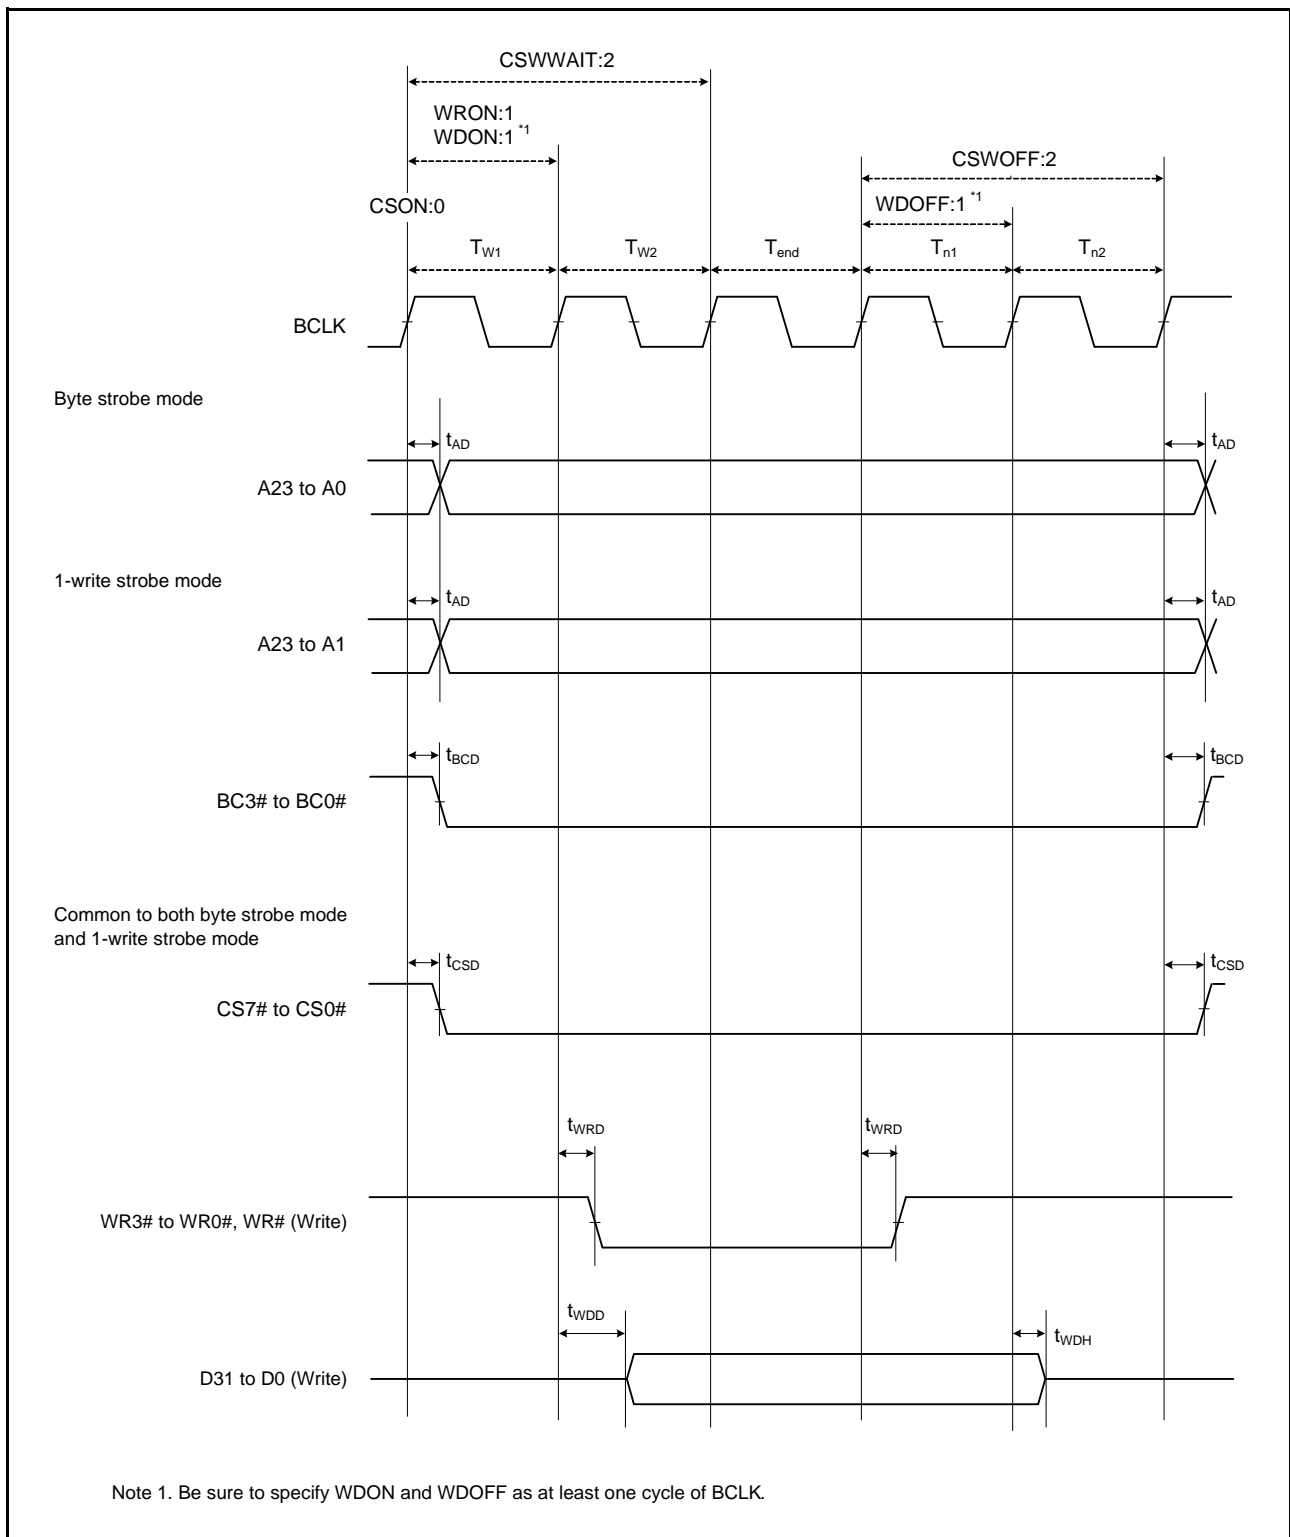 CSWWAIT:2
WRON:1
WDON:1 *1
CSWOFF:2
CSON:0
WDOFF:1 *1
TW1 TW2 Tend Tn1 Tn2
BCLK
Byte strobe mode
tAD tAD
A23 to A0
1-write strobe mode
tAD tAD
A23 to A1
tBCD tBCD
BC3# to BC0#
Common to both byte strobe mode
and 1-write strobe mode
tCSD tCSD
CS7# to CS0#
tWRD tWRD
WR3# to WR0#, WR# (Write)
tWDD
tWDH
D31 to D0 (Write)
Note 1. Be sure to specify WDON and WDOFF as at least one cycle of BCLK.